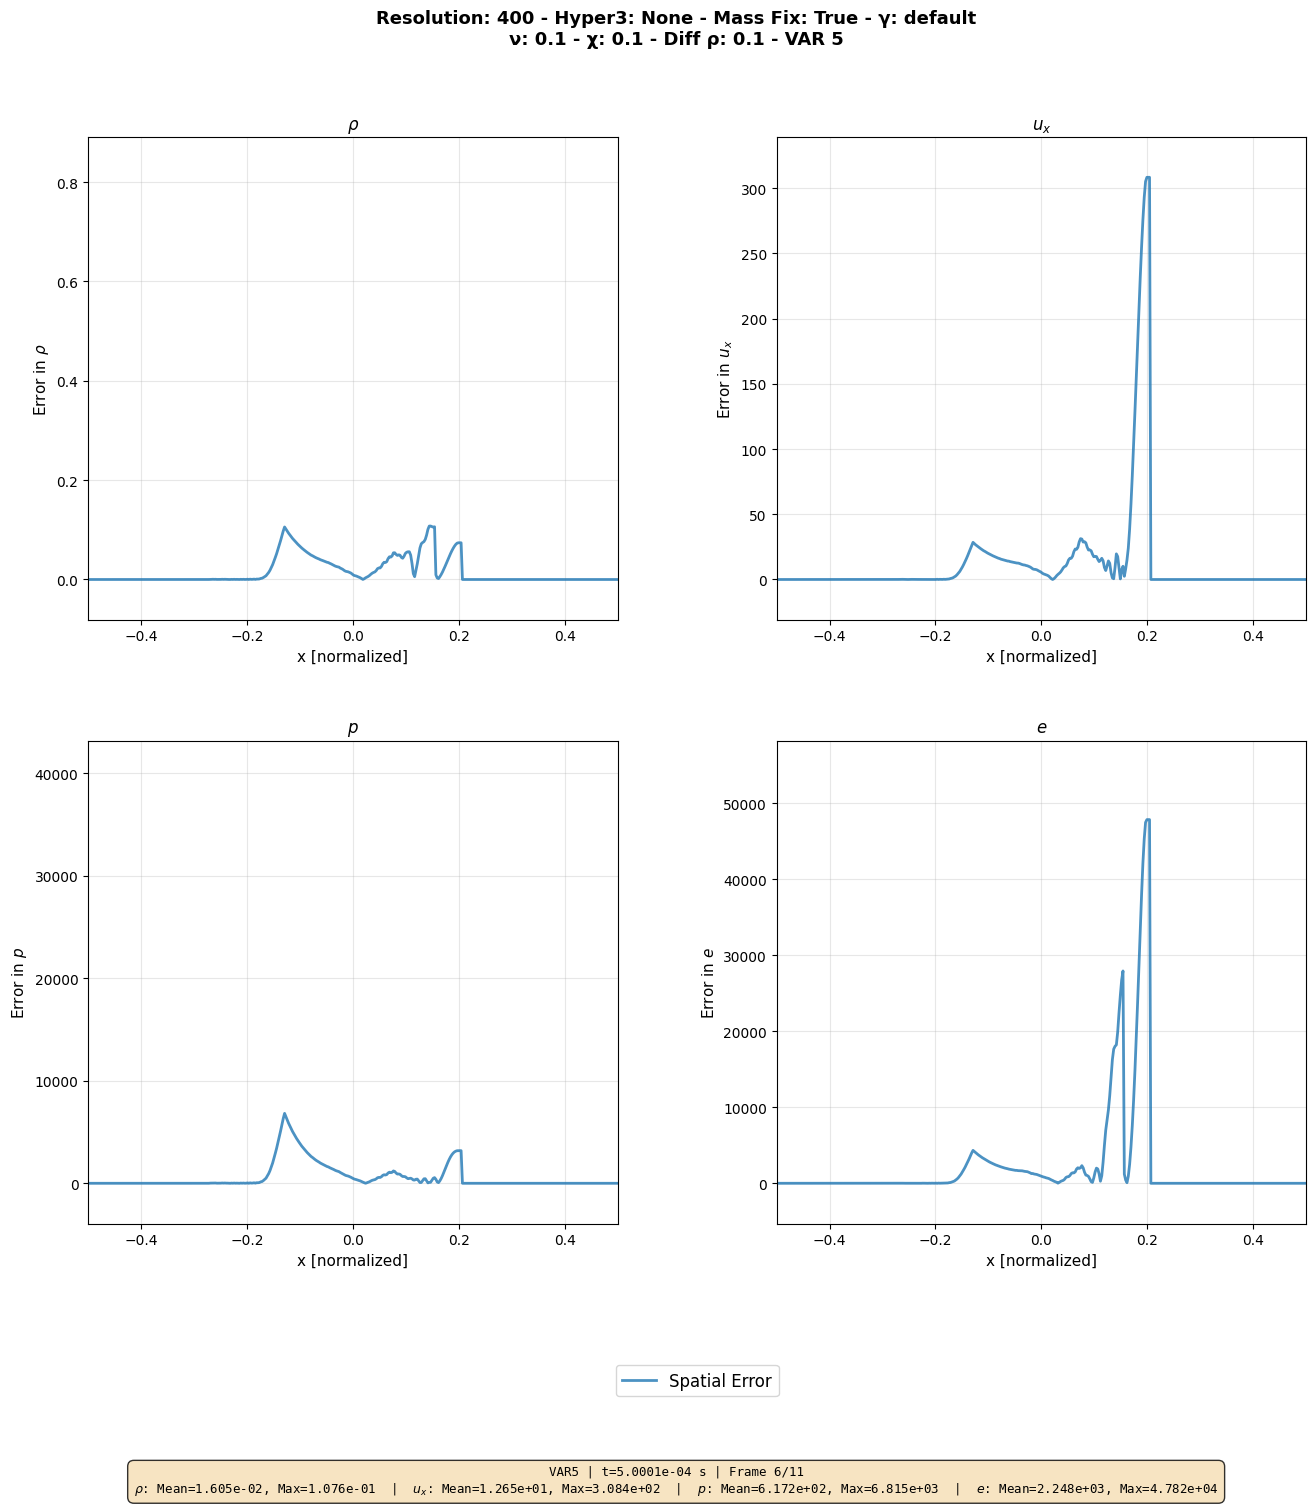 Resolution: 400 - Hyper3: None - Mass Fix: True - γ: default
ν: 0.1 - χ: 0.1 - Diff ρ: 0.1 - VAR 5
ρ
Error in ρ
0.8
0.6
0.4
0.2
0.0
−0.4 −0.2 0.0 0.2 0.4
x [normalized]
u_x
Error in u_x
300
250
200
150
100
50
0
−0.4 −0.2 0.0 0.2 0.4
x [normalized]
p
Error in p
40000
30000
20000
10000
0
−0.4 −0.2 0.0 0.2 0.4
x [normalized]
e
Error in e
50000
40000
30000
20000
10000
0
−0.4 −0.2 0.0 0.2 0.4
x [normalized]
Spatial Error
VAR5 | t=5.0001e-04 s | Frame 6/11
ρ: Mean=1.605e-02, Max=1.076e-01 | u_x: Mean=1.265e+01, Max=3.084e+02 | p: Mean=6.172e+02, Max=6.815e+03 | e: Mean=2.248e+03, Max=4.782e+04